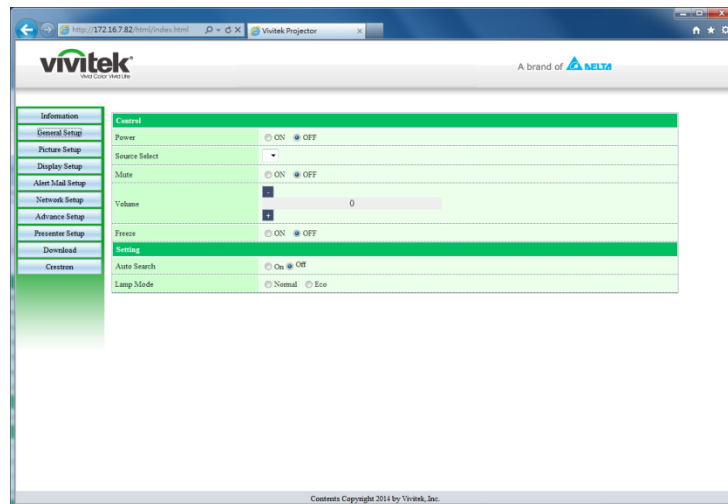 http://172.16.7.82/html/index.html
Vivitek Projector
vivitek
Vivid Color Vivid Life
A brand of DELTA
Information
General Setup
Picture Setup
Display Setup
Alert Mail Setup
Network Setup
Advance Setup
Presenter Setup
Download
Crestron
Control
Power ON OFF
Source Select
Mute ON OFF
Volume - 0 +
Freeze ON OFF
Setting
Auto Search On Off
Lamp Mode Normal Eco
Contents Copyright 2014 by Vivitek, Inc.